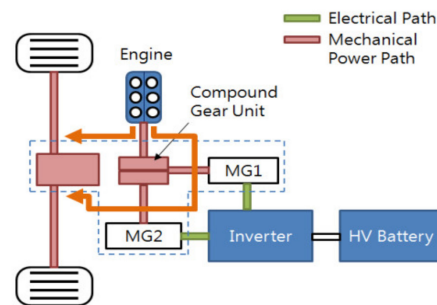 Electrical Path
Mechanical
Power Path
Engine
Compound
Gear Unit
MG1
MG2
Inverter
HV Battery